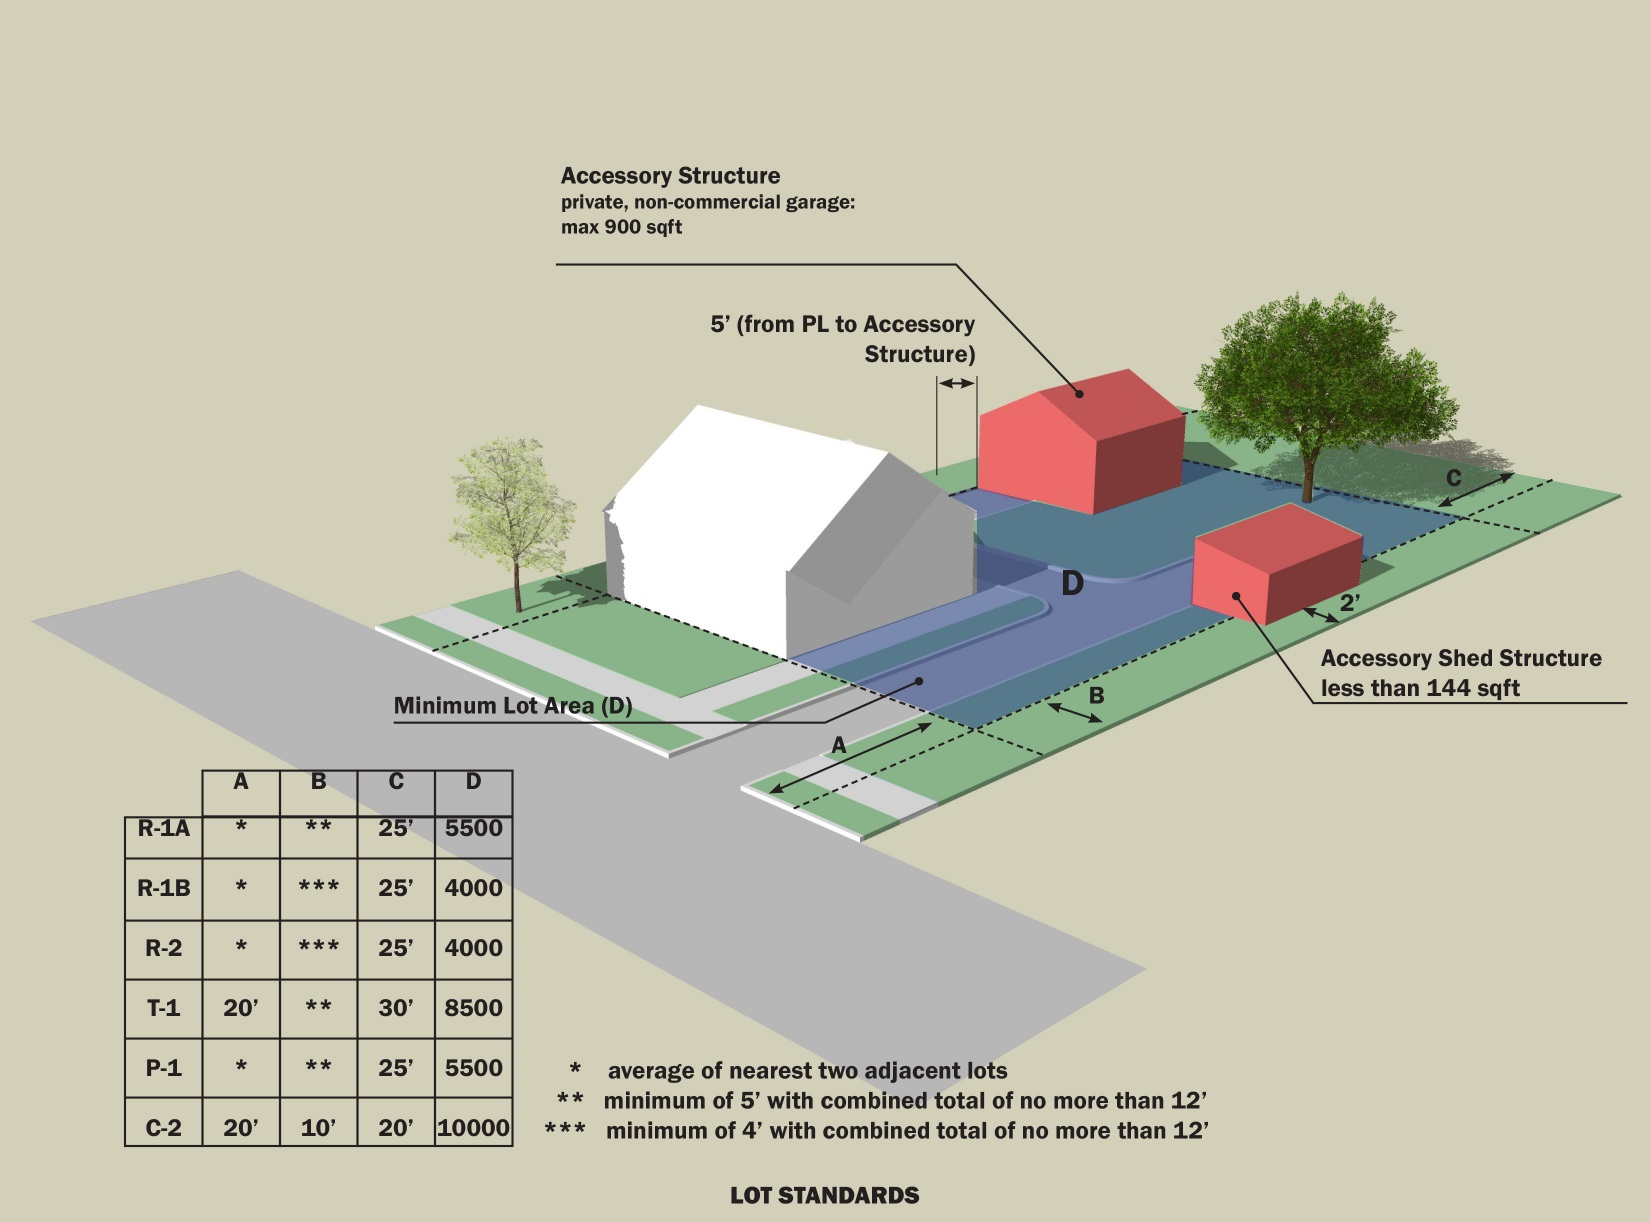 Accessory Structure
private, non-commercial garage:
max 900 sqft
5’ (from PL to Accessory
Structure)
C
D
2’
Accessory Shed Structure
less than 144 sqft
B
Minimum Lot Area (D)
A
A B C D
R-1A * ** 25’ 5500
R-1B * *** 25’ 4000
R-2 * *** 25’ 4000
T-1 20’ ** 30’ 8500
P-1 * ** 25’ 5500
C-2 20’ 10’ 20’ 10000
* average of nearest two adjacent lots
** minimum of 5’ with combined total of no more than 12’
*** minimum of 4’ with combined total of no more than 12’
LOT STANDARDS